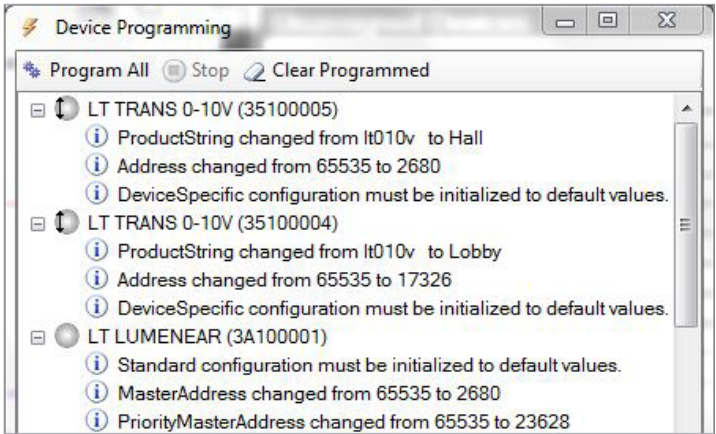 Device Programming
Program All Stop Clear Programmed
LT TRANS 0-10V (35100005)
ProductString changed from lt010v to Hall
Address changed from 65535 to 2680
DeviceSpecific configuration must be initialized to default values.
LT TRANS 0-10V (35100004)
ProductString changed from lt010v to Lobby
Address changed from 65535 to 17326
DeviceSpecific configuration must be initialized to default values.
LT LUMENEAR (3A100001)
Standard configuration must be initialized to default values.
MasterAddress changed from 65535 to 2680
PriorityMasterAddress changed from 65535 to 23628